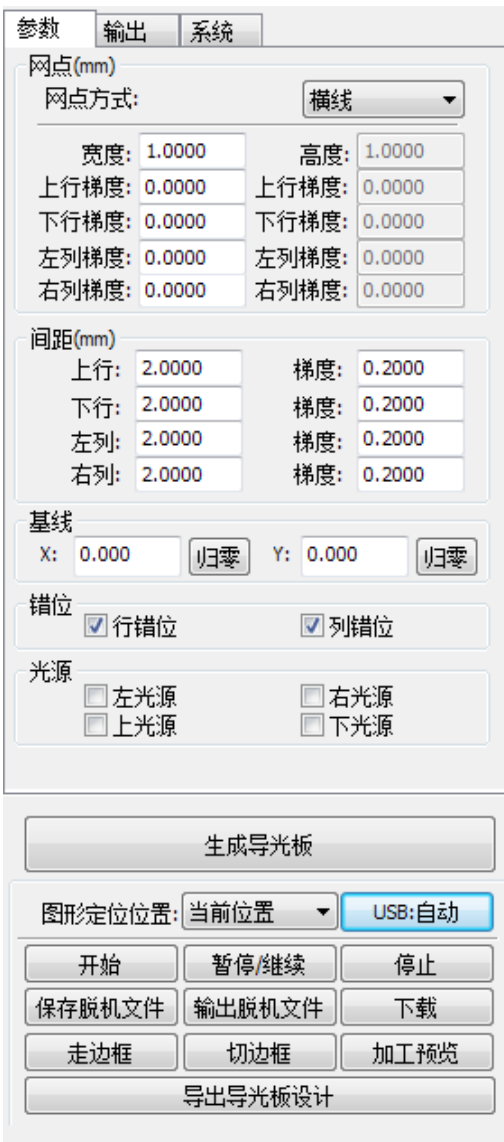 参数 输出 系统
网点(mm)
网点方式: 横线
宽度: 1.0000 高度: 1.0000
上行梯度: 0.0000 上行梯度: 0.0000
下行梯度: 0.0000 下行梯度: 0.0000
左列梯度: 0.0000 左列梯度: 0.0000
右列梯度: 0.0000 右列梯度: 0.0000
间距(mm)
上行: 2.0000 梯度: 0.2000
下行: 2.0000 梯度: 0.2000
左列: 2.0000 梯度: 0.2000
右列: 2.0000 梯度: 0.2000
基线
X: 0.000 归零 Y: 0.000 归零
错位
行错位 列错位
光源
左光源 右光源
上光源 下光源
生成导光板
图形定位位置: 当前位置 USB:自动
开始 暂停/继续 停止
保存脱机文件 输出脱机文件 下载
走边框 切边框 加工预览
导出导光板设计